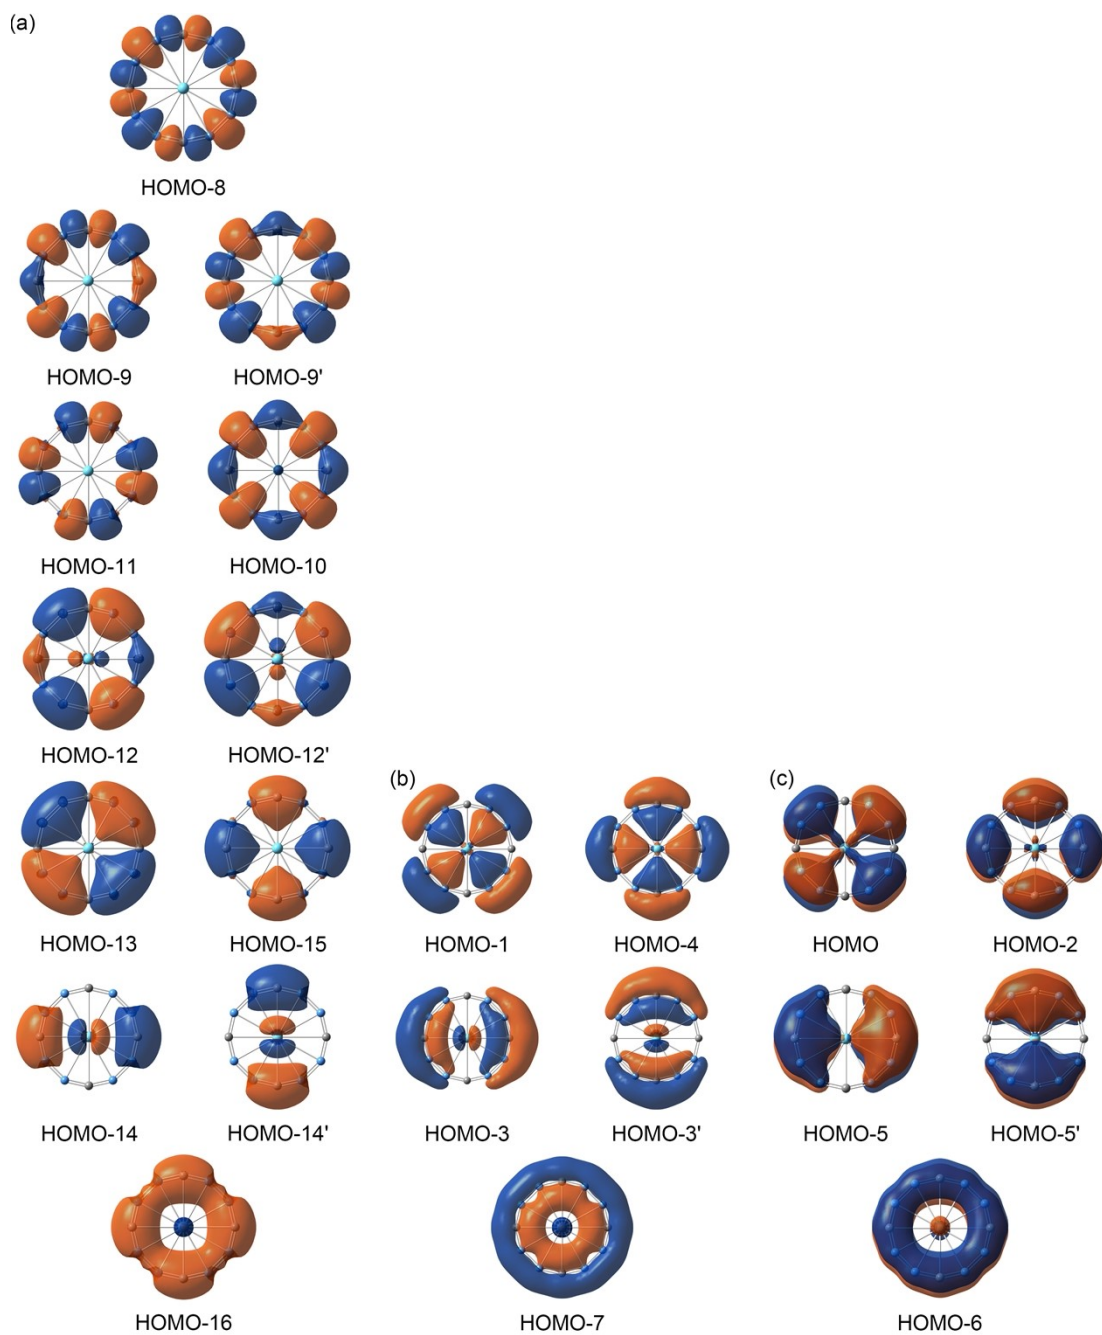 (a)
HOMO-8
HOMO-9 HOMO-9'
HOMO-11 HOMO-10
HOMO-12 HOMO-12'
(b) (c)
HOMO-13 HOMO-15 HOMO-1 HOMO-4 HOMO HOMO-2
HOMO-14 HOMO-14' HOMO-3 HOMO-3' HOMO-5 HOMO-5'
HOMO-16 HOMO-7 HOMO-6